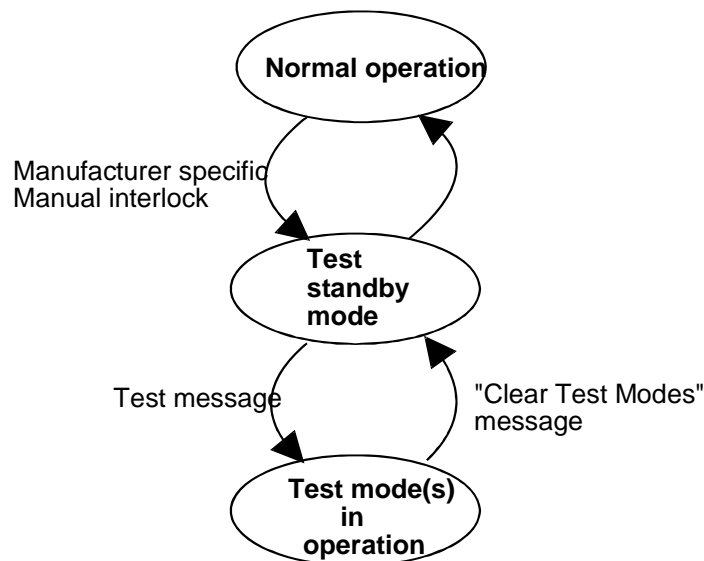 Normal operation
Manufacturer specific
Manual interlock
Test
standby
mode
Test message
"Clear Test Modes"
message
Test mode(s)
in
operation